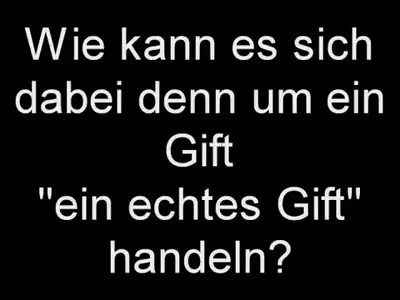 Wie kann es sich
dabei denn um ein
Gift
"ein echtes Gift"
handeln?